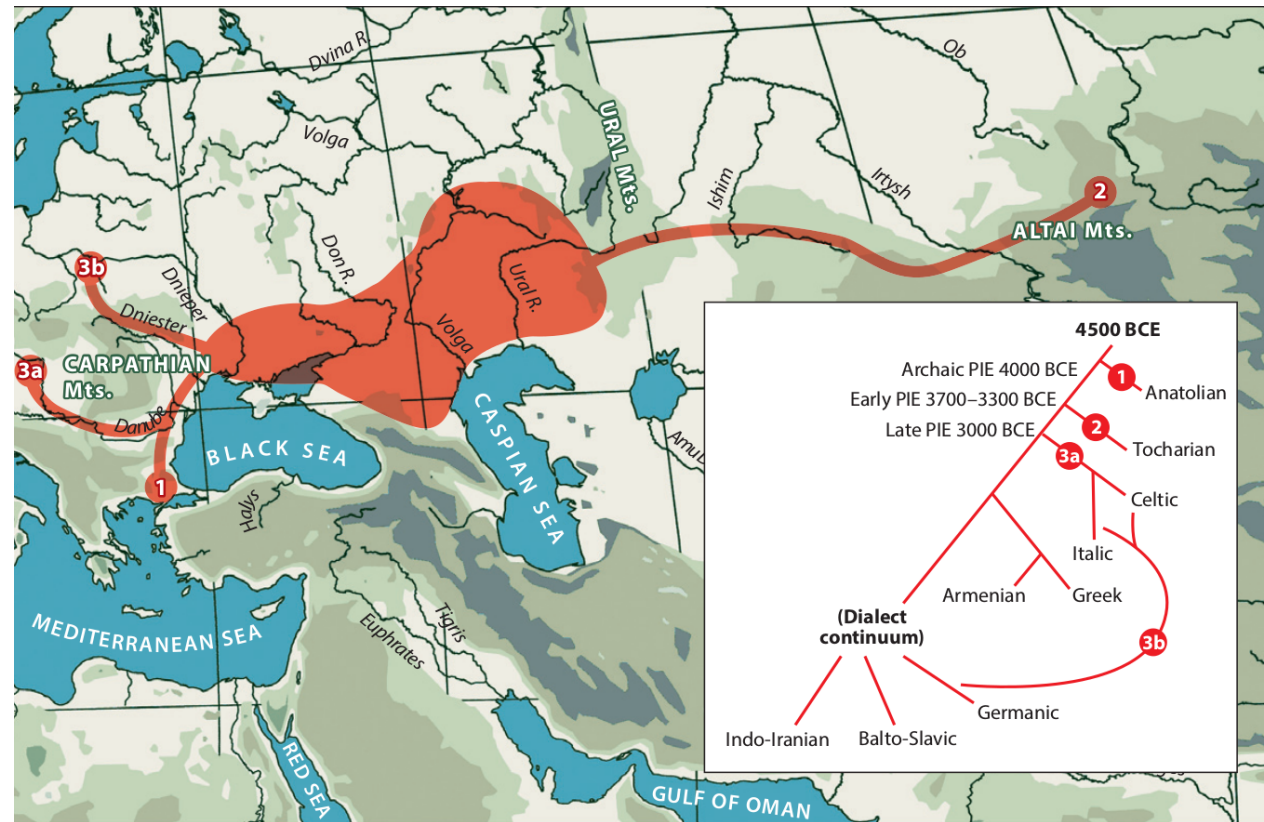 Dvina R.
Ob
Volga
URAL Mts.
Ishim
Irtysh
2
ALTAI Mts.
3b
Dnieper
Don R.
Ural R.
Dniester
Volga
3a
CARPATHIAN
Mts.
Danube
BLACK SEA
CASPIAN SEA
1
Halys
MEDITERRANEAN SEA
Tigris
Euphrates
RED SEA
GULF OF OMAN
4500 BCE
Archaic PIE 4000 BCE
1
Anatolian
Early PIE 3700–3300 BCE
2
Late PIE 3000 BCE
Tocharian
3a
Celtic
Italic
Armenian
Greek
(Dialect
continuum)
3b
Germanic
Indo-Iranian
Balto-Slavic